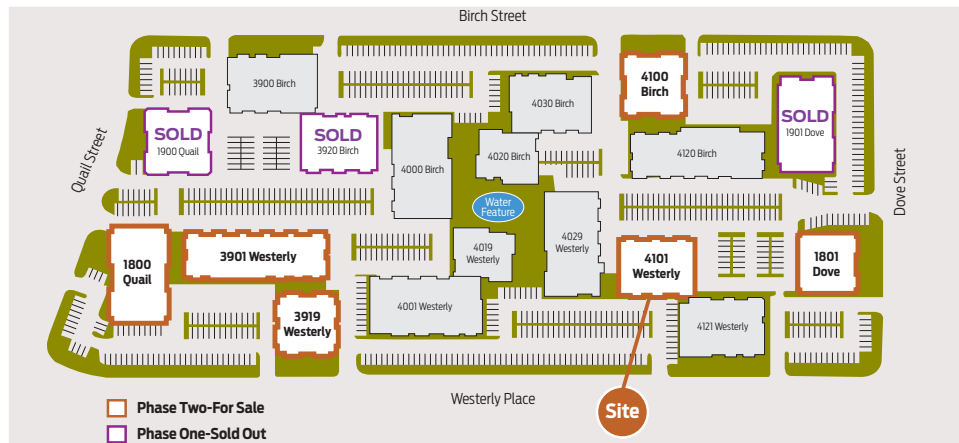 Birch Street
3900 Birch
4030 Birch
4100
Birch
SOLD
1901 Dove
SOLD
1900 Quail
SOLD
3920 Birch
4000 Birch
4020 Birch
4120 Birch
Quail Street
Dove Street
Water
Feature
1800
Quail
3901 Westerly
4019
Westerly
4029
Westerly
4101
Westerly
1801
Dove
3919
Westerly
4001 Westerly
4121 Westerly
Westerly Place
Site
Phase Two-For Sale
Phase One-Sold Out